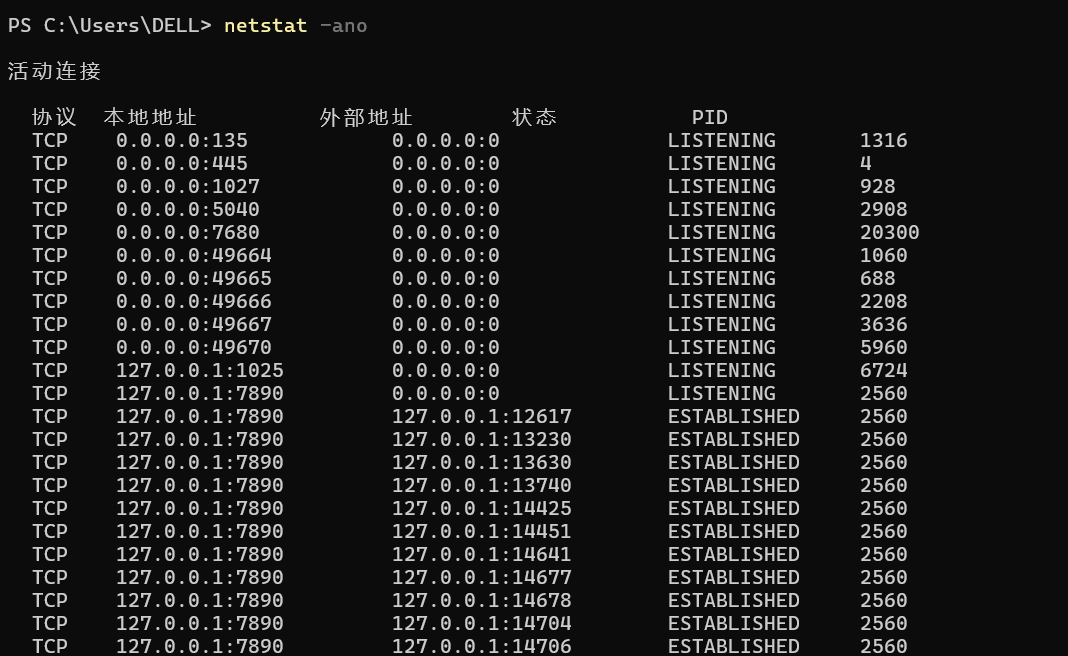 PS C:\Users\DELL> netstat -ano
活动连接
协议 本地地址 外部地址 状态 PID
TCP 0.0.0.0:135 0.0.0.0:0 LISTENING 1316
TCP 0.0.0.0:445 0.0.0.0:0 LISTENING 4
TCP 0.0.0.0:1027 0.0.0.0:0 LISTENING 928
TCP 0.0.0.0:5040 0.0.0.0:0 LISTENING 2908
TCP 0.0.0.0:7680 0.0.0.0:0 LISTENING 20300
TCP 0.0.0.0:49664 0.0.0.0:0 LISTENING 1060
TCP 0.0.0.0:49665 0.0.0.0:0 LISTENING 688
TCP 0.0.0.0:49666 0.0.0.0:0 LISTENING 2208
TCP 0.0.0.0:49667 0.0.0.0:0 LISTENING 3636
TCP 0.0.0.0:49670 0.0.0.0:0 LISTENING 5960
TCP 127.0.0.1:1025 0.0.0.0:0 LISTENING 6724
TCP 127.0.0.1:7890 0.0.0.0:0 LISTENING 2560
TCP 127.0.0.1:7890 127.0.0.1:12617 ESTABLISHED 2560
TCP 127.0.0.1:7890 127.0.0.1:13230 ESTABLISHED 2560
TCP 127.0.0.1:7890 127.0.0.1:13630 ESTABLISHED 2560
TCP 127.0.0.1:7890 127.0.0.1:13740 ESTABLISHED 2560
TCP 127.0.0.1:7890 127.0.0.1:14425 ESTABLISHED 2560
TCP 127.0.0.1:7890 127.0.0.1:14451 ESTABLISHED 2560
TCP 127.0.0.1:7890 127.0.0.1:14641 ESTABLISHED 2560
TCP 127.0.0.1:7890 127.0.0.1:14677 ESTABLISHED 2560
TCP 127.0.0.1:7890 127.0.0.1:14678 ESTABLISHED 2560
TCP 127.0.0.1:7890 127.0.0.1:14704 ESTABLISHED 2560
TCP 127.0.0.1:7890 127.0.0.1:14706 ESTABLISHED 2560